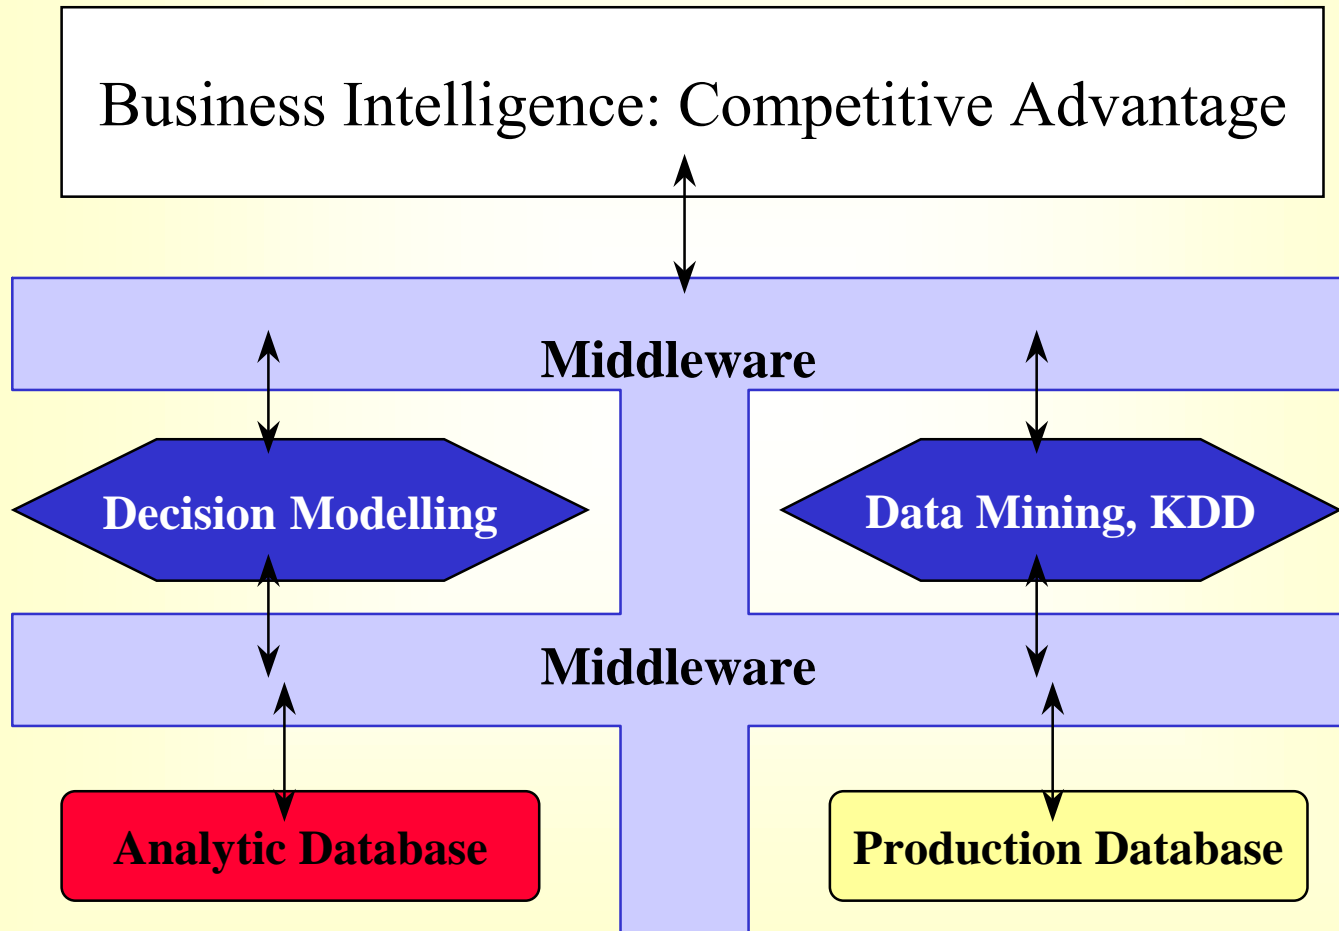 Business Intelligence: Competitive Advantage
Middleware
Decision Modelling
Data Mining, KDD
Middleware
Analytic Database
Production Database